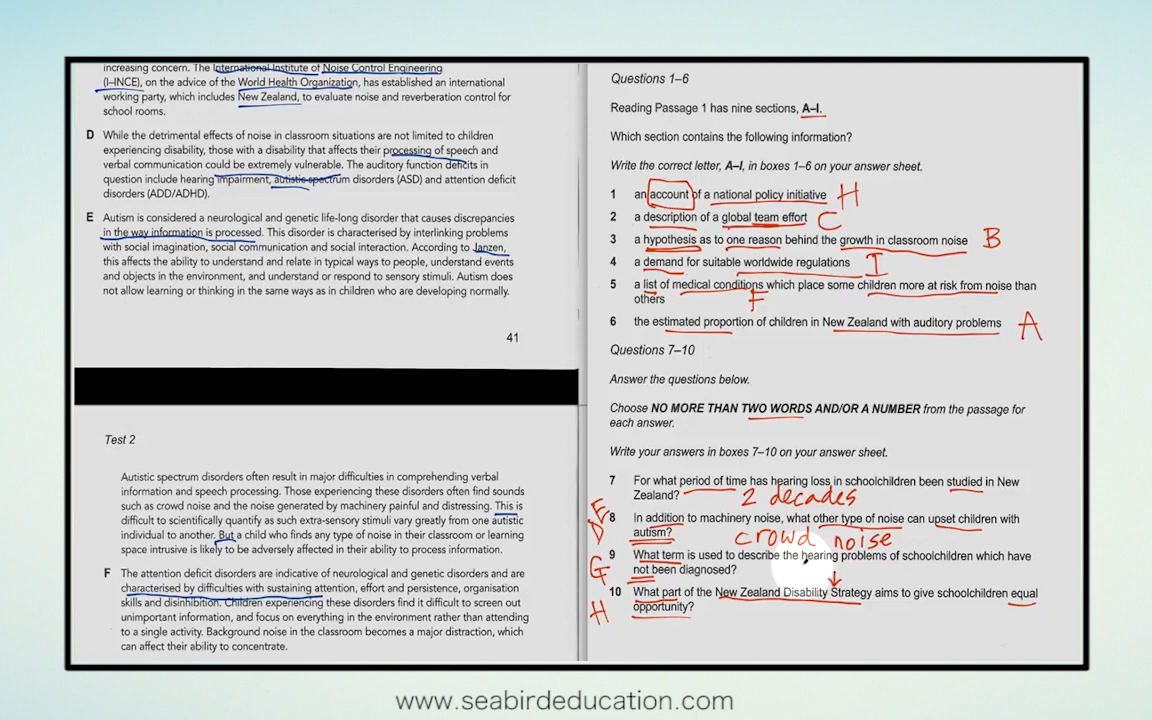 increasing concern. The International Institute of Noise Control Engineering
(I-INCE), on the advice of the World Health Organization, has established an international
working party, which includes New Zealand, to evaluate noise and reverberation control for
school rooms.
D While the detrimental effects of noise in classroom situations are not limited to children
experiencing disability, those with a disability that affects their processing of speech and
verbal communication could be extremely vulnerable. The auditory function deficits in
question include hearing impairment, autistic spectrum disorders (ASD) and attention deficit
disorders (ADD/ADHD).
E Autism is considered a neurological and genetic life-long disorder that causes discrepancies
in the way information is processed. This disorder is characterised by interlinking problems
with social imagination, social communication and social interaction. According to Janzen,
this affects the ability to understand and relate in typical ways to people, understand events
and objects in the environment, and understand or respond to sensory stimuli. Autism does
not allow learning or thinking in the same ways as in children who are developing normally.
41
Test 2
Autistic spectrum disorders often result in major difficulties in comprehending verbal
information and speech processing. Those experiencing these disorders often find sounds
such as crowd noise and the noise generated by machinery painful and distressing. This is
difficult to scientifically quantify as such extra-sensory stimuli vary greatly from one autistic
individual to another. But a child who finds any type of noise in their classroom or learning
space intrusive is likely to be adversely affected in their ability to process information.
F The attention deficit disorders are indicative of neurological and genetic disorders and are
characterised by difficulties with sustaining attention, effort and persistence, organisation
skills and disinhibition. Children experiencing these disorders find it difficult to screen out
unimportant information, and focus on everything in the environment rather than attending
to a single activity. Background noise in the classroom becomes a major distraction, which
can affect their ability to concentrate.
Questions 1–6
Reading Passage 1 has nine sections, A–I.
Which section contains the following information?
Write the correct letter, A–I, in boxes 1–6 on your answer sheet.
1 an account of a national policy initiative H
2 a description of a global team effort C
3 a hypothesis as to one reason behind the growth in classroom noise B
4 a demand for suitable worldwide regulations I
5 a list of medical conditions which place some children more at risk from noise than
others F
6 the estimated proportion of children in New Zealand with auditory problems A
Questions 7–10
Answer the questions below.
Choose NO MORE THAN TWO WORDS AND/OR A NUMBER from the passage for
each answer.
Write your answers in boxes 7–10 on your answer sheet.
7 For what period of time has hearing loss in schoolchildren been studied in New
Zealand? 2 decades
E
8 In addition to machinery noise, what other type of noise can upset children with
D autism? crowd noise
9 What term is used to describe the hearing problems of schoolchildren which have
G not been diagnosed?
10 What part of the New Zealand Disability Strategy aims to give schoolchildren equal
H opportunity?
www.seabirdeducation.com